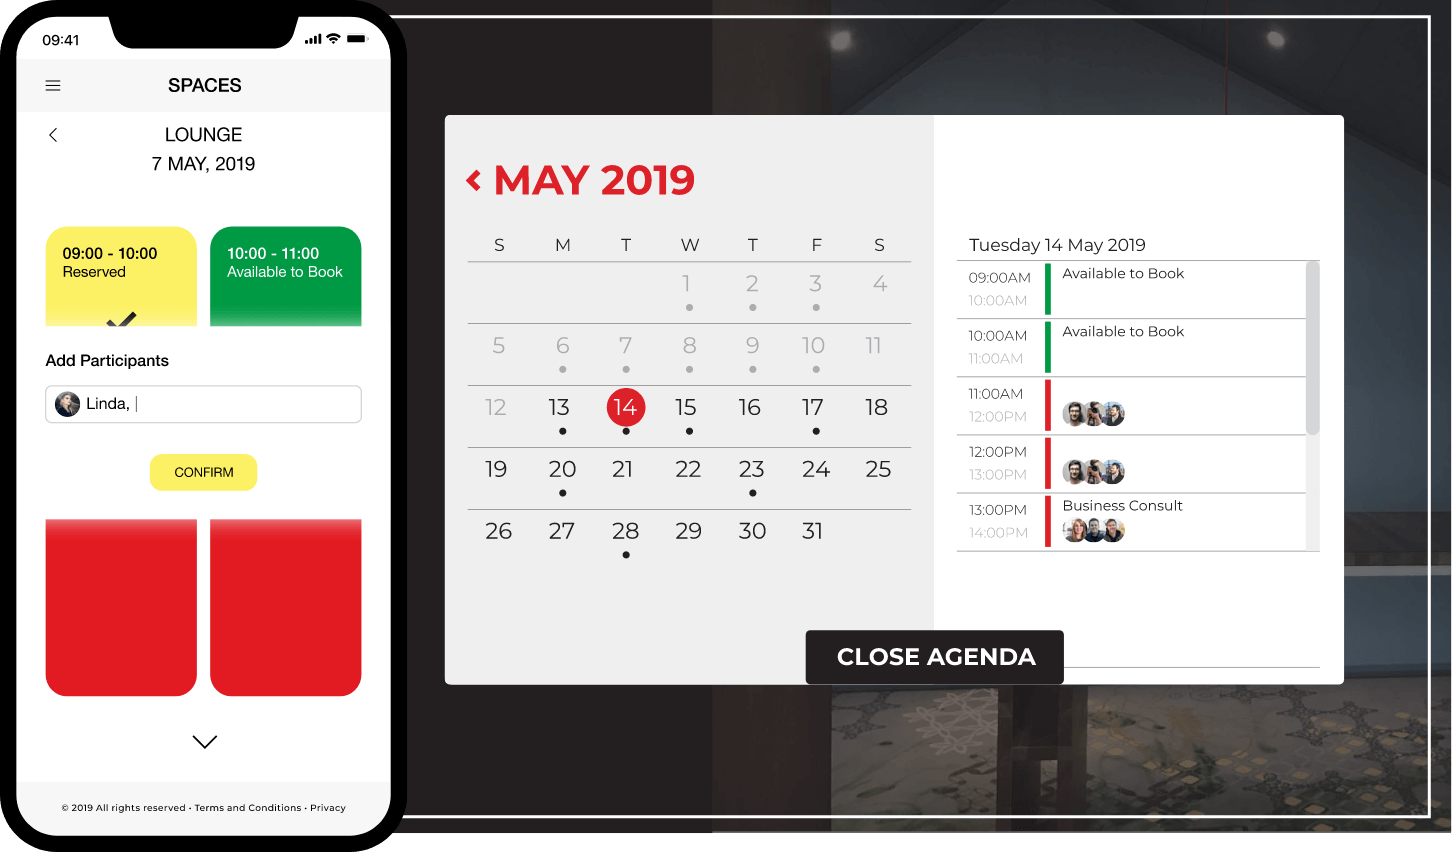 09:41
SPACES
LOUNGE
7 MAY, 2019
09:00 - 10:00
Reserved
10:00 - 11:00
Available to Book
Add Participants
Linda,
CONFIRM
© 2019 All rights reserved • Terms and Conditions • Privacy
MAY 2019
S M T W T F S
1 2 3 4
5 6 7 8 9 10 11
12 13 14 15 16 17 18
19 20 21 22 23 24 25
26 27 28 29 30 31
Tuesday 14 May 2019
09:00AM Available to Book
10:00AM
10:00AM Available to Book
11:00AM
11:00AM
12:00PM
12:00PM
13:00PM
13:00PM Business Consult
14:00PM
CLOSE AGENDA